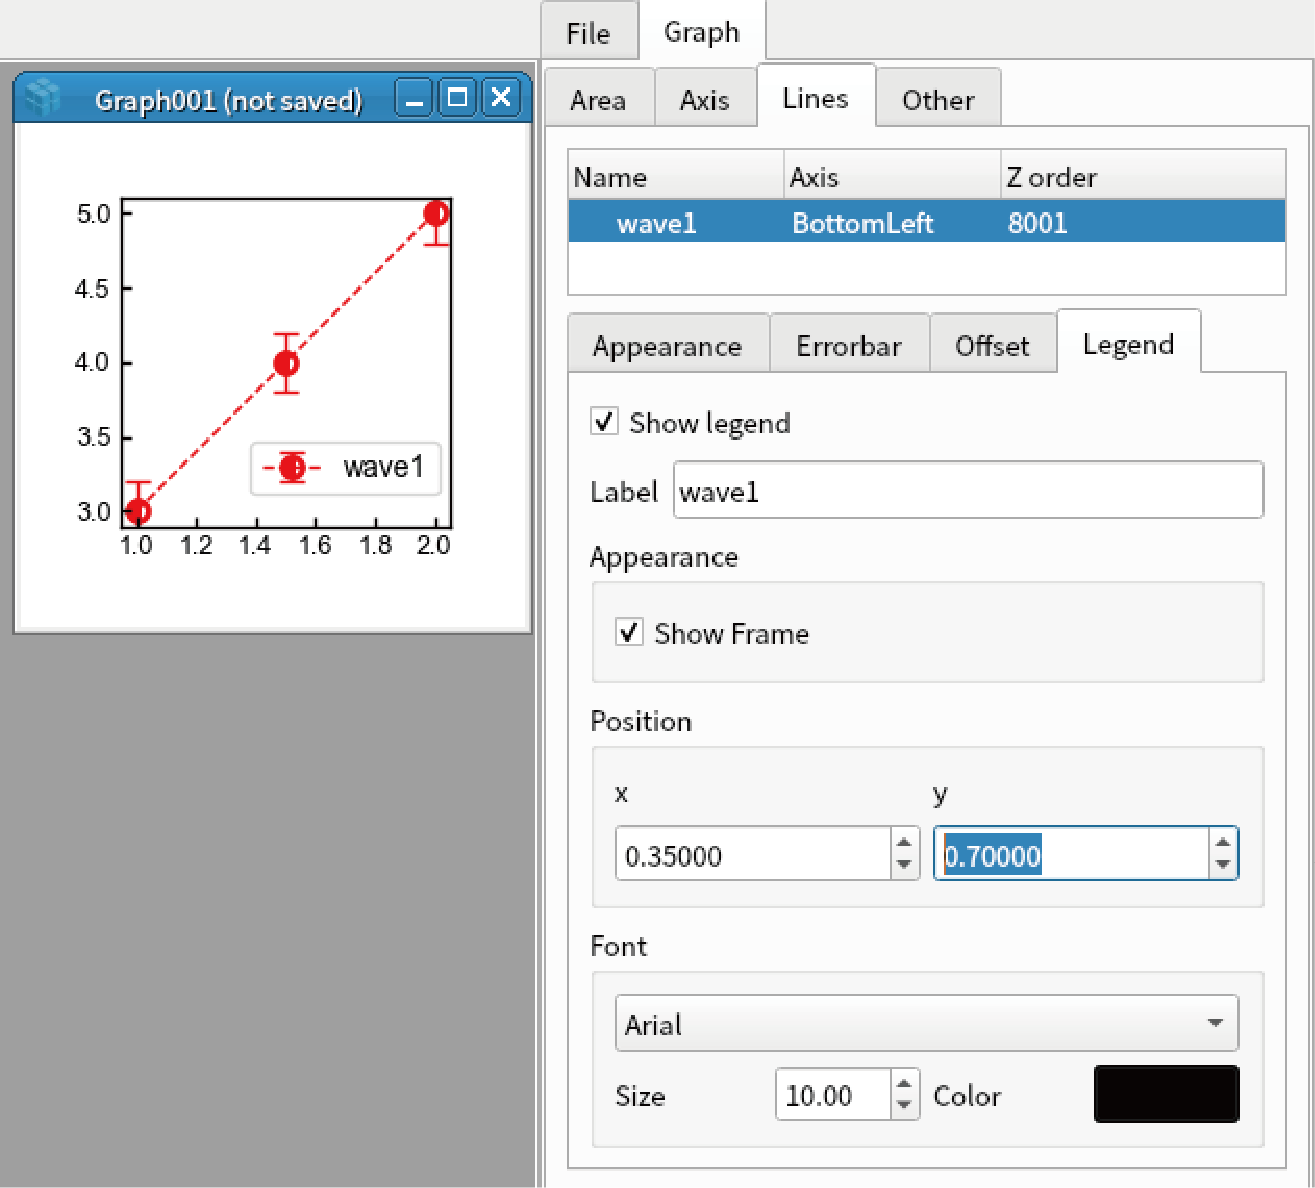 File Graph
Graph001 (not saved)
Area Axis Lines Other
Name Axis Z order
wave1 BottomLeft 8001
5.0
4.5
4.0
3.5
3.0
1.0 1.2 1.4 1.6 1.8 2.0
wave1
Appearance Errorbar Offset Legend
Show legend
Label wave1
Appearance
Show Frame
Position
x y
0.35000 0.70000
Font
Arial
Size 10.00 Color